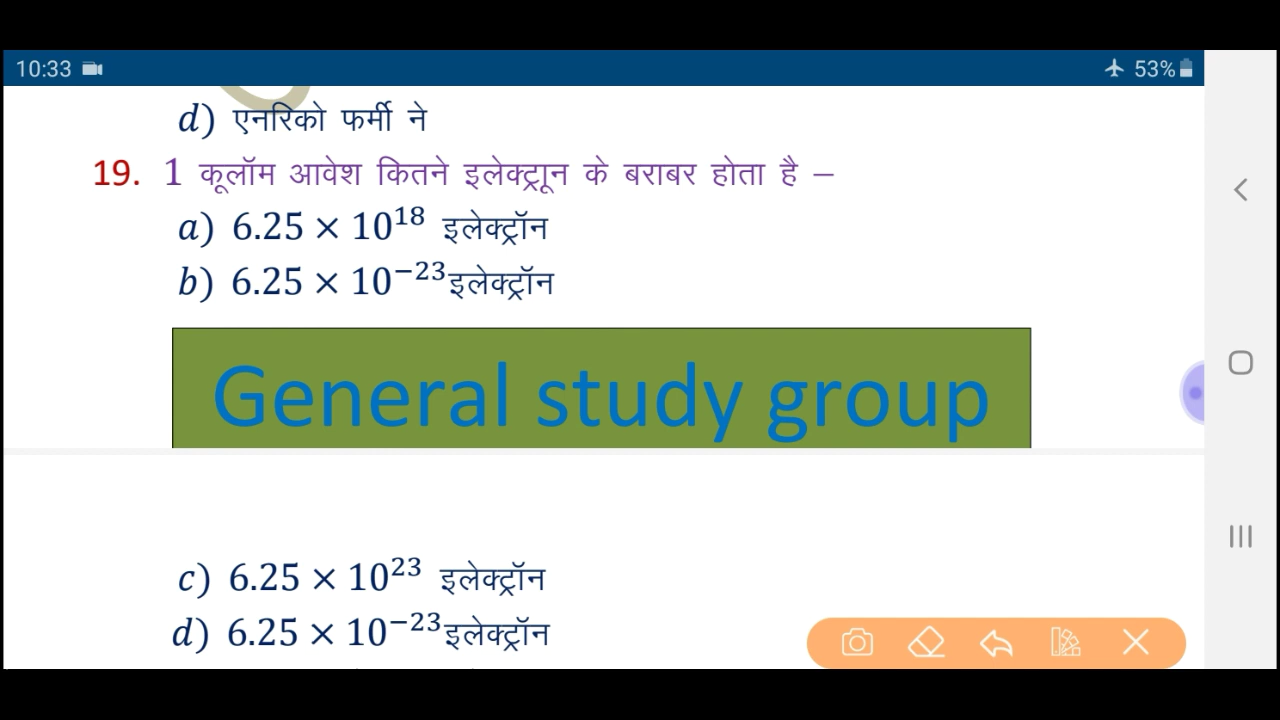 10:33
53%
d) एनरिको फर्मी ने
19. 1 कूलॉम आवेश कितने इलेक्ट्राून के बराबर होता है –
a) 6.25 × 10¹⁸ इलेक्ट्रॉन
b) 6.25 × 10⁻²³इलेक्ट्रॉन
General study group
c) 6.25 × 10²³ इलेक्ट्रॉन
d) 6.25 × 10⁻²³इलेक्ट्रॉन